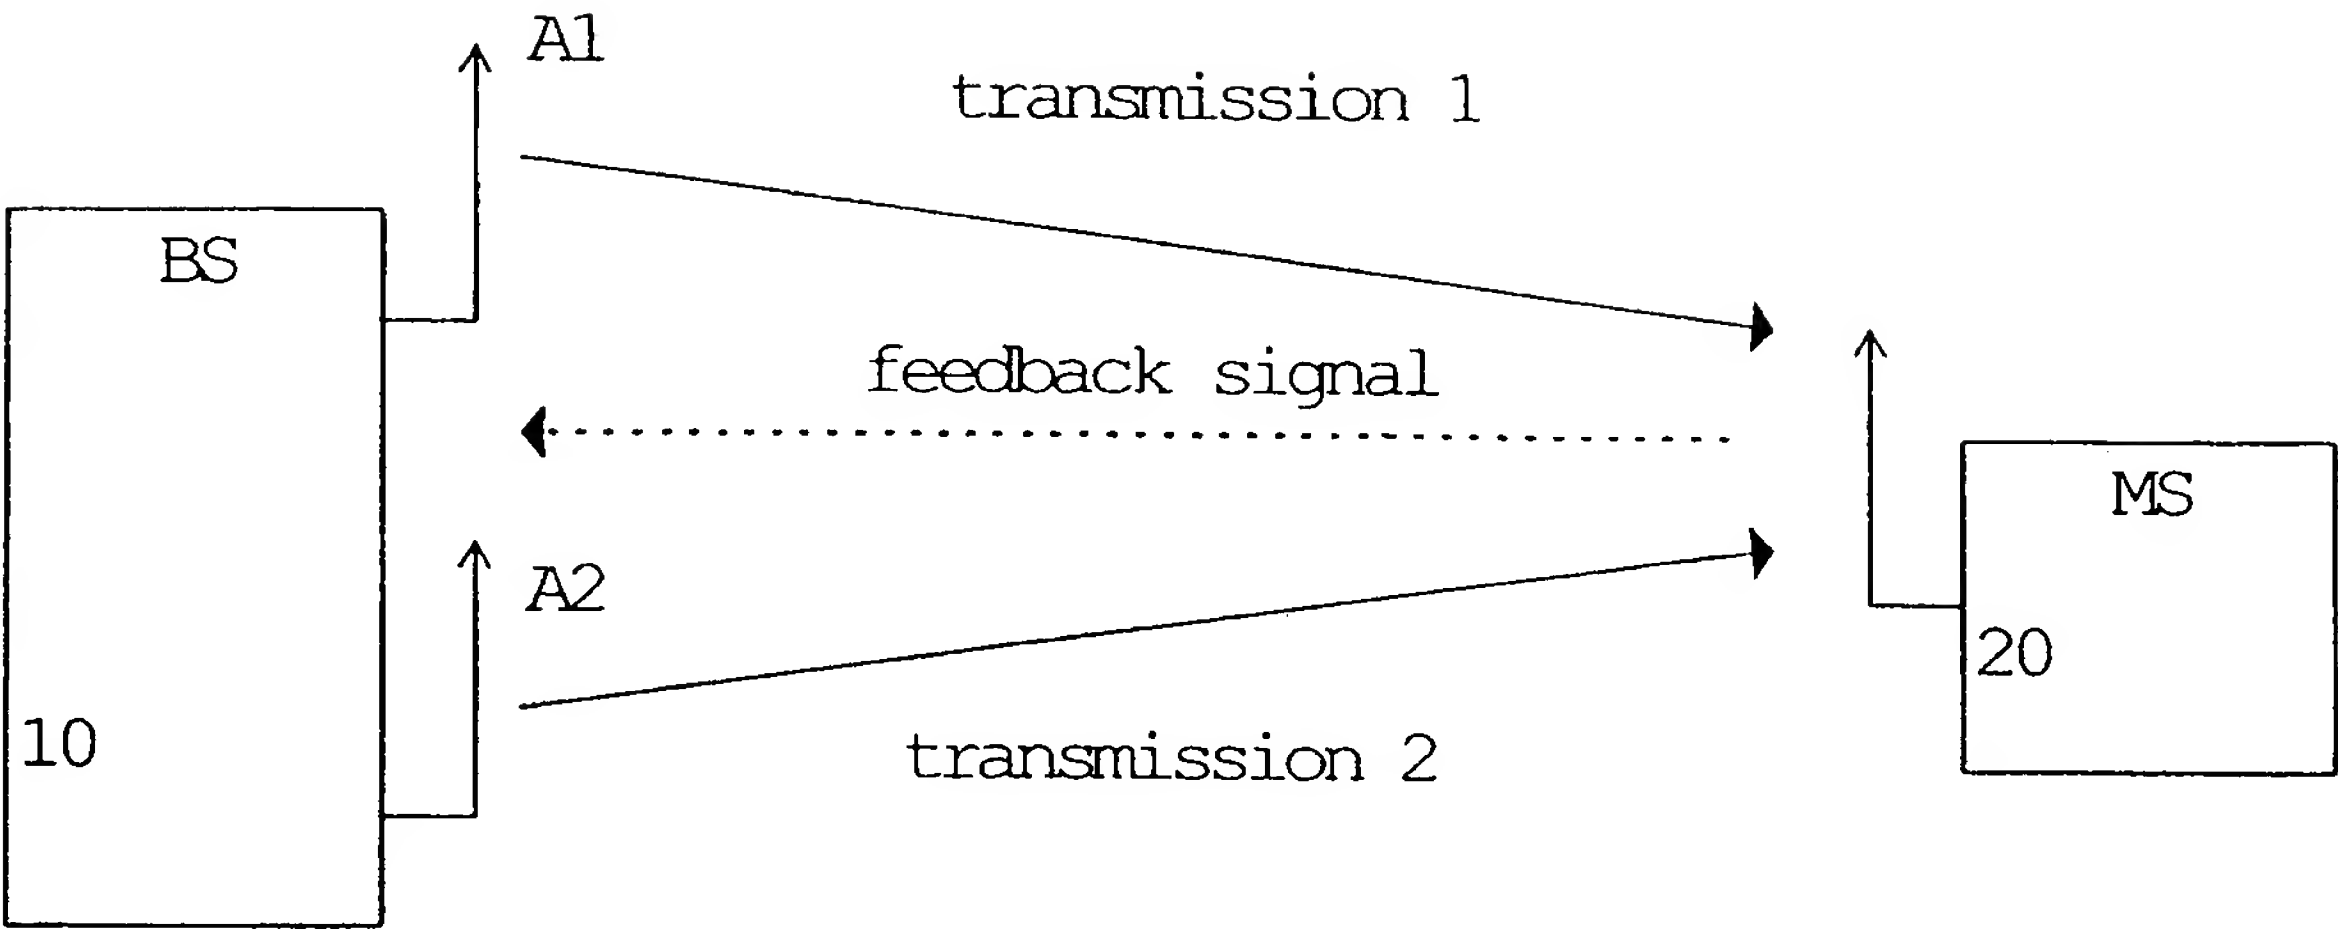 A1
transmission 1
BS
feedback signal
MS
A2
20
10
transmission 2